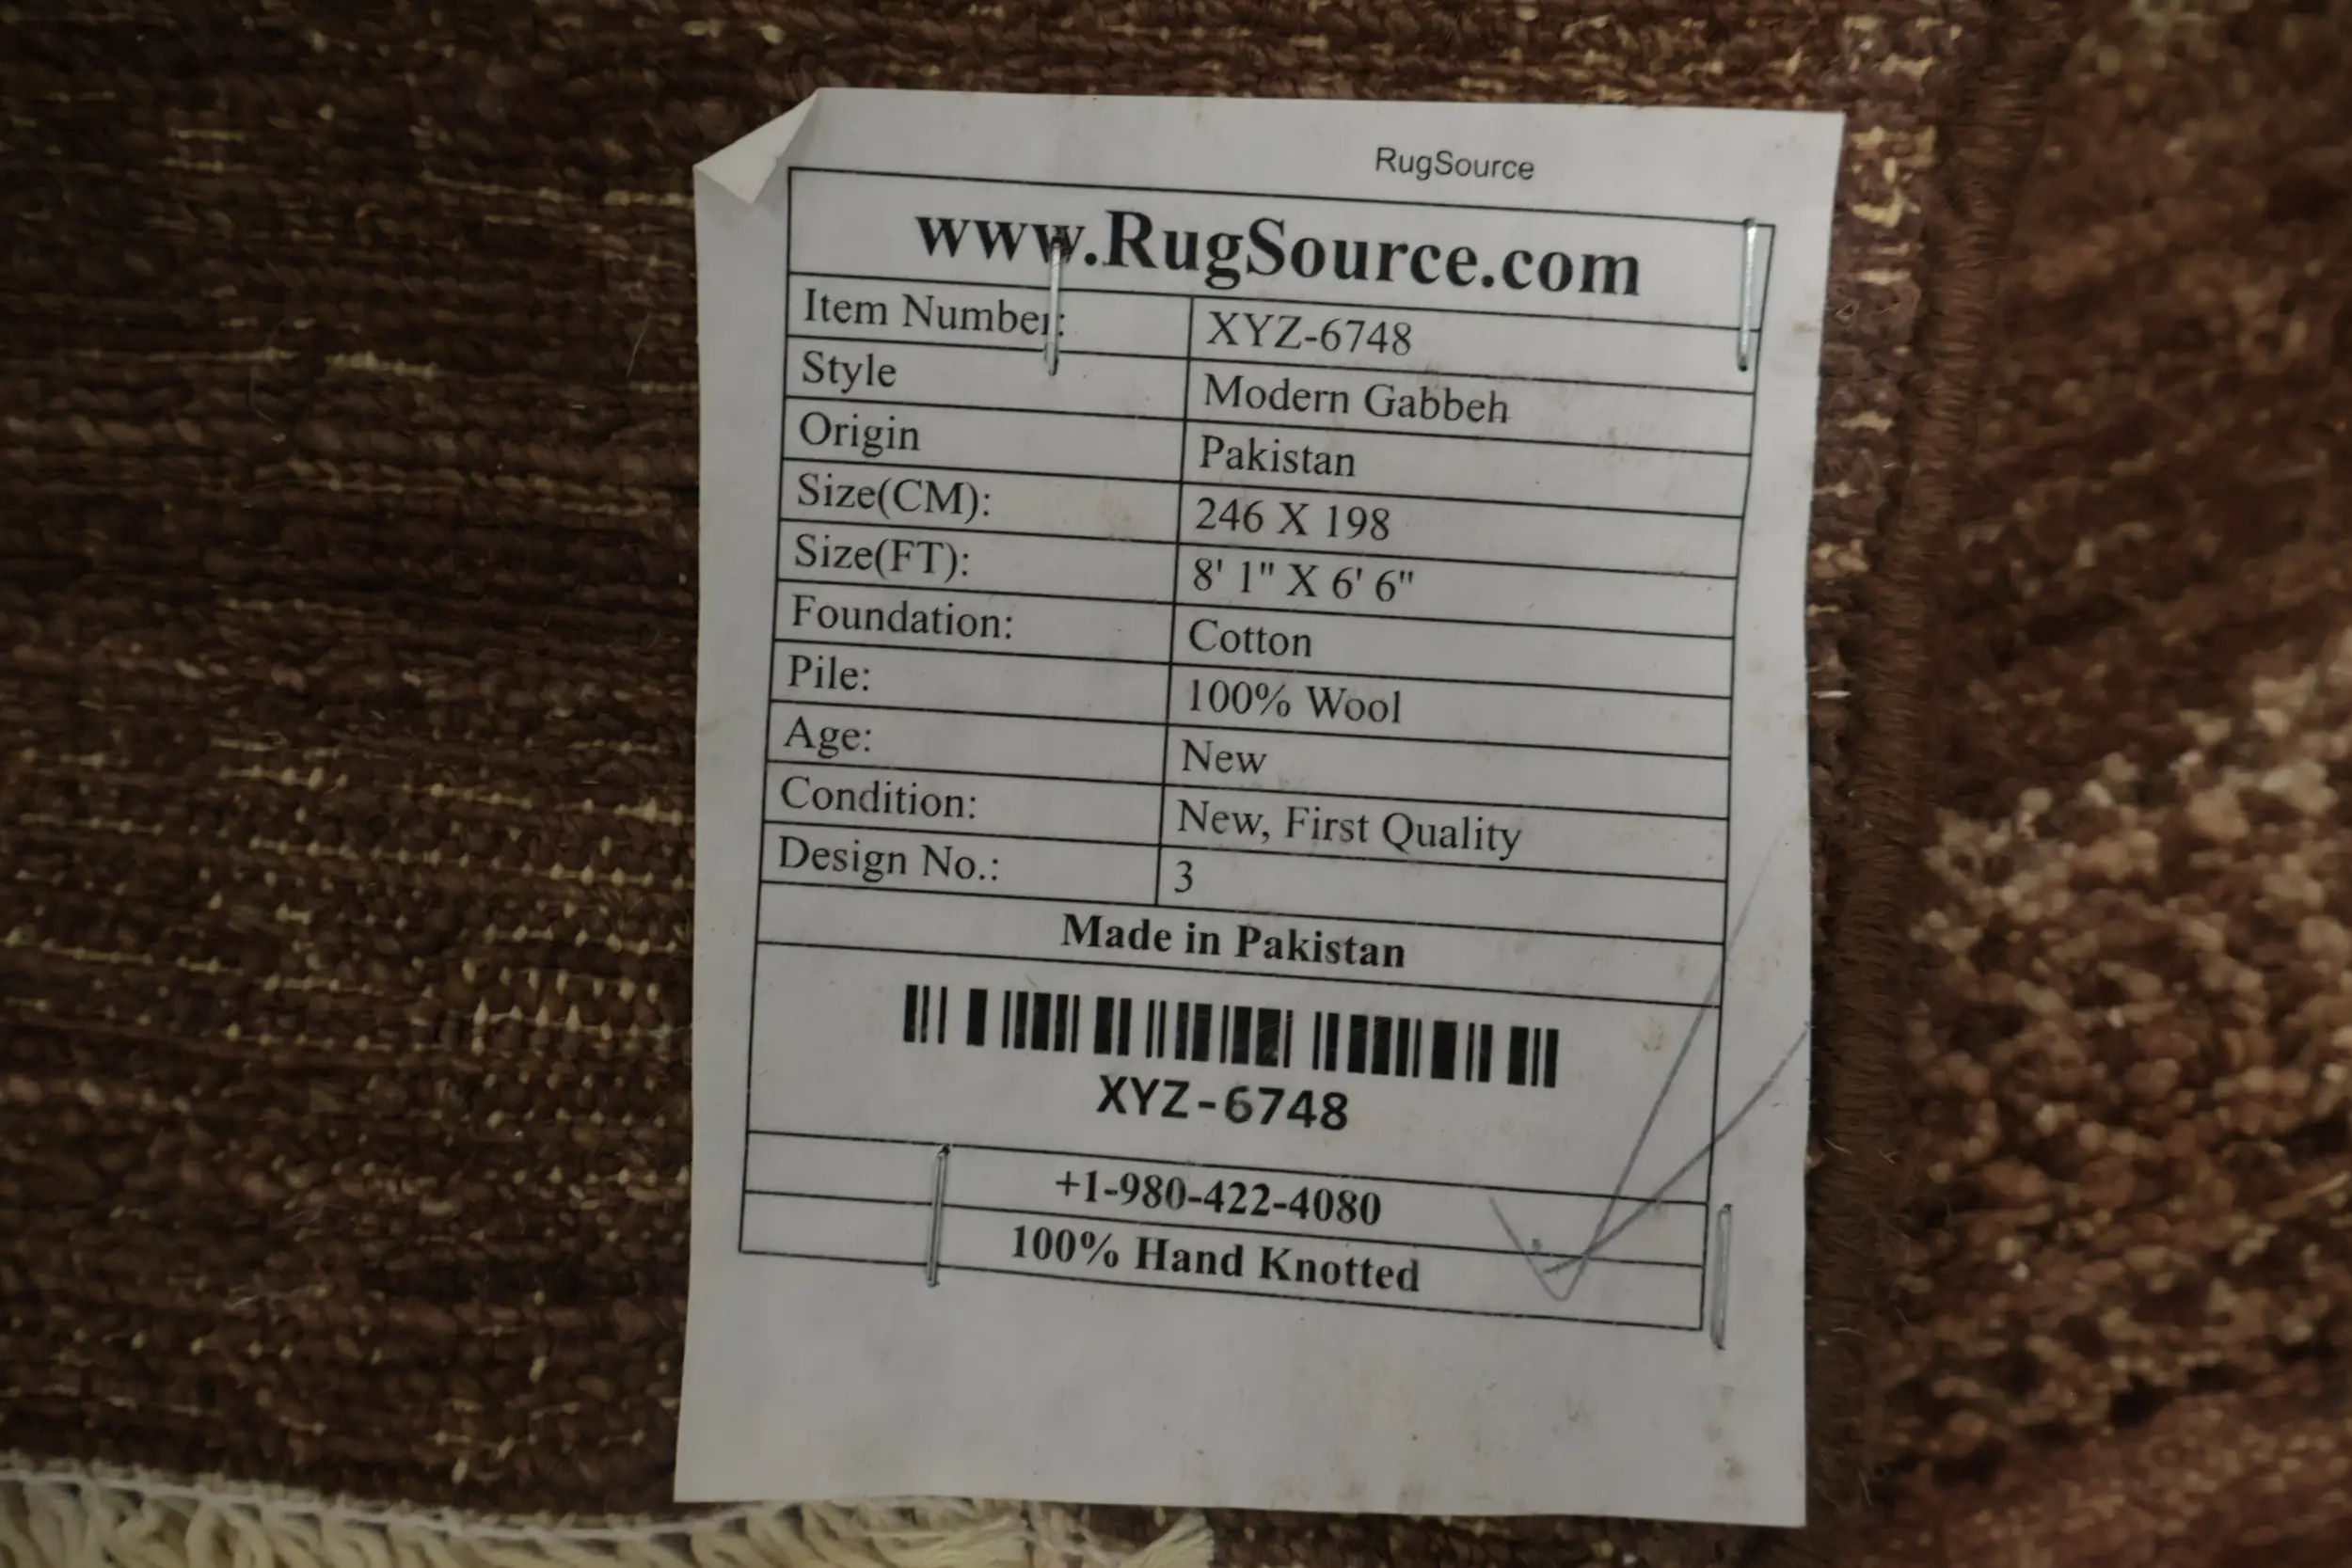 RugSource
www.RugSource.com
Item Number: XYZ-6748
Style Modern Gabbeh
Origin Pakistan
Size(CM): 246 X 198
Size(FT): 8' 1" X 6' 6"
Foundation: Cotton
Pile: 100% Wool
Age: New
Condition: New, First Quality
Design No.: 3
Made in Pakistan
XYZ-6748
+1-980-422-4080
100% Hand Knotted